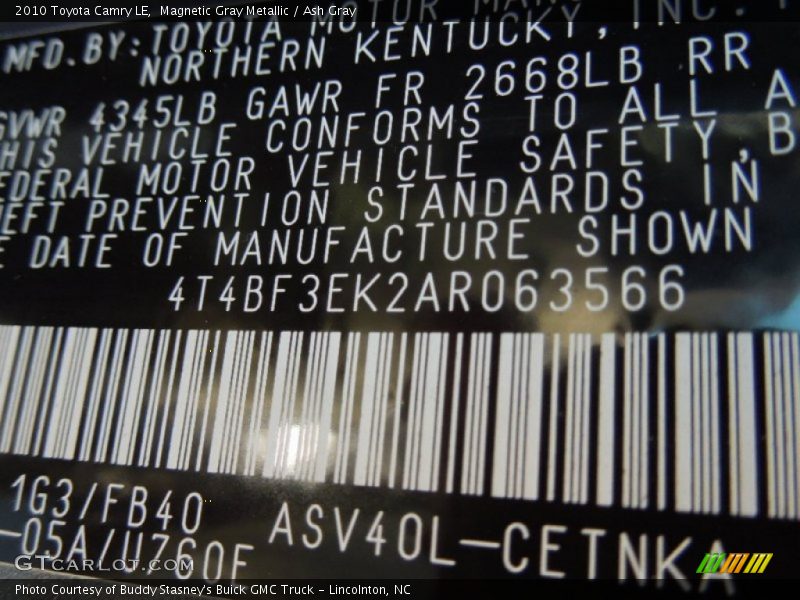 2010 Toyota Camry LE, Magnetic Gray Metallic / Ash Gray
MFD.BY:TOYOTA MOTOR MANU INC.
NORTHERN KENTUCKY,
GVWR 4345LB GAWR FR 2668LB RR
HIS VEHICLE CONFORMS TO ALL A
EDERAL MOTOR VEHICLE SAFETY,B
EFT PREVENTION STANDARDS IN
E DATE OF MANUFACTURE SHOWN
4T4BF3EK2AR063566
1G3/FB40 ASV40L-CETNKA
-05A/U760F
GTcarlot.com
Photo Courtesy of Buddy Stasney's Buick GMC Truck - Lincolnton, NC